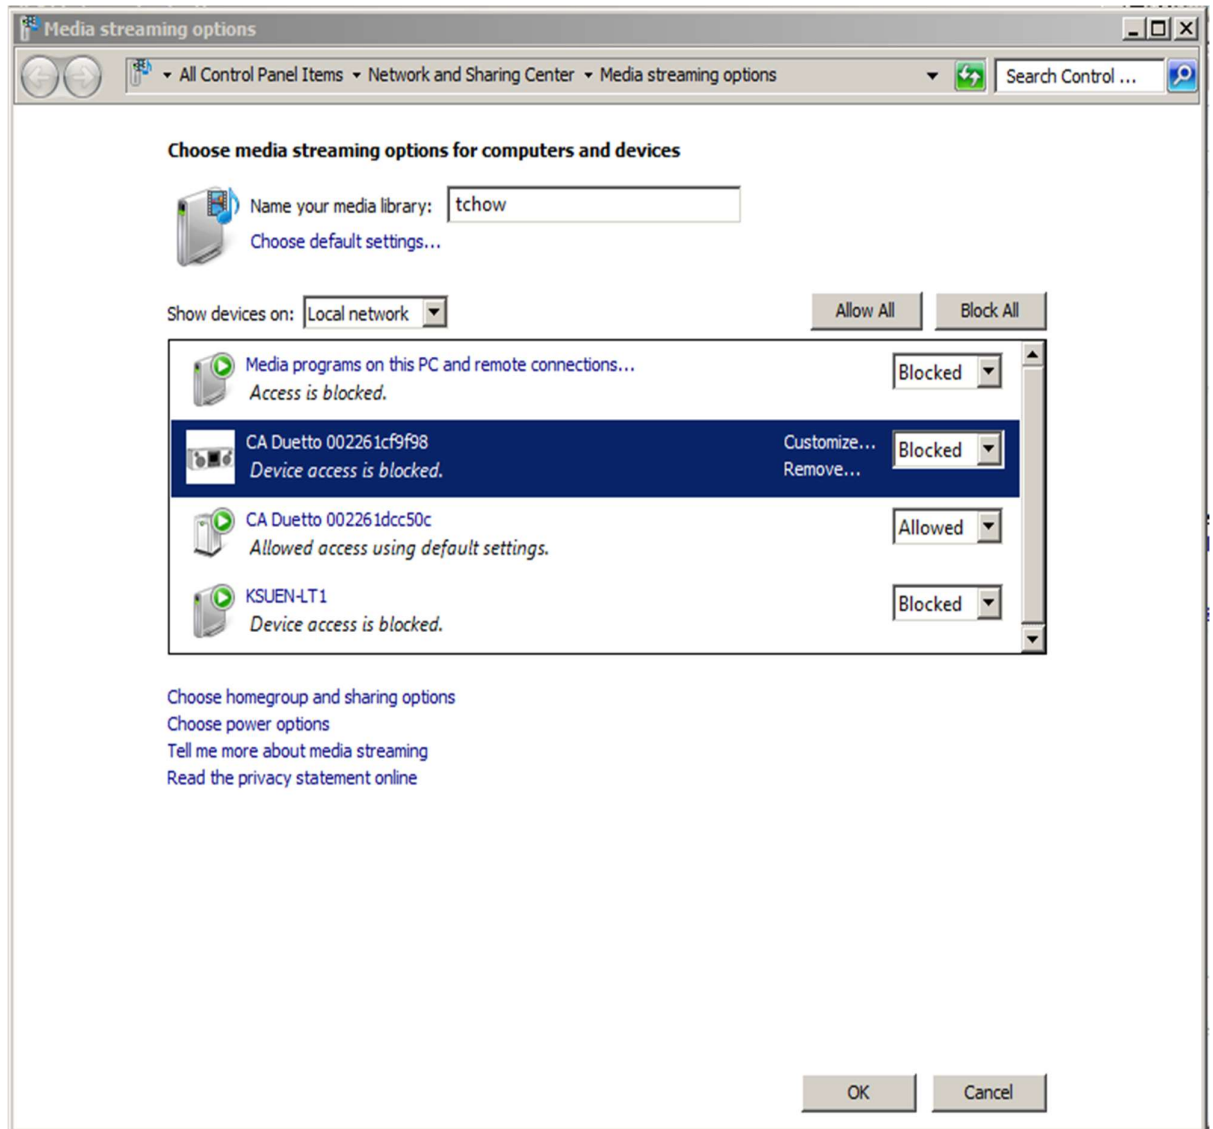 Media streaming options
All Control Panel Items Network and Sharing Center Media streaming options Search Control ...
Choose media streaming options for computers and devices
Name your media library: tchow
Choose default settings...
Show devices on: Local network Allow All Block All
Media programs on this PC and remote connections... Blocked
Access is blocked.
CA Duetto 002261cf9f98 Customize... Blocked
Device access is blocked. Remove...
CA Duetto 002261dcc50c Allowed
Allowed access using default settings.
KSUEN-LT1 Blocked
Device access is blocked.
Choose homegroup and sharing options
Choose power options
Tell me more about media streaming
Read the privacy statement online
OK Cancel